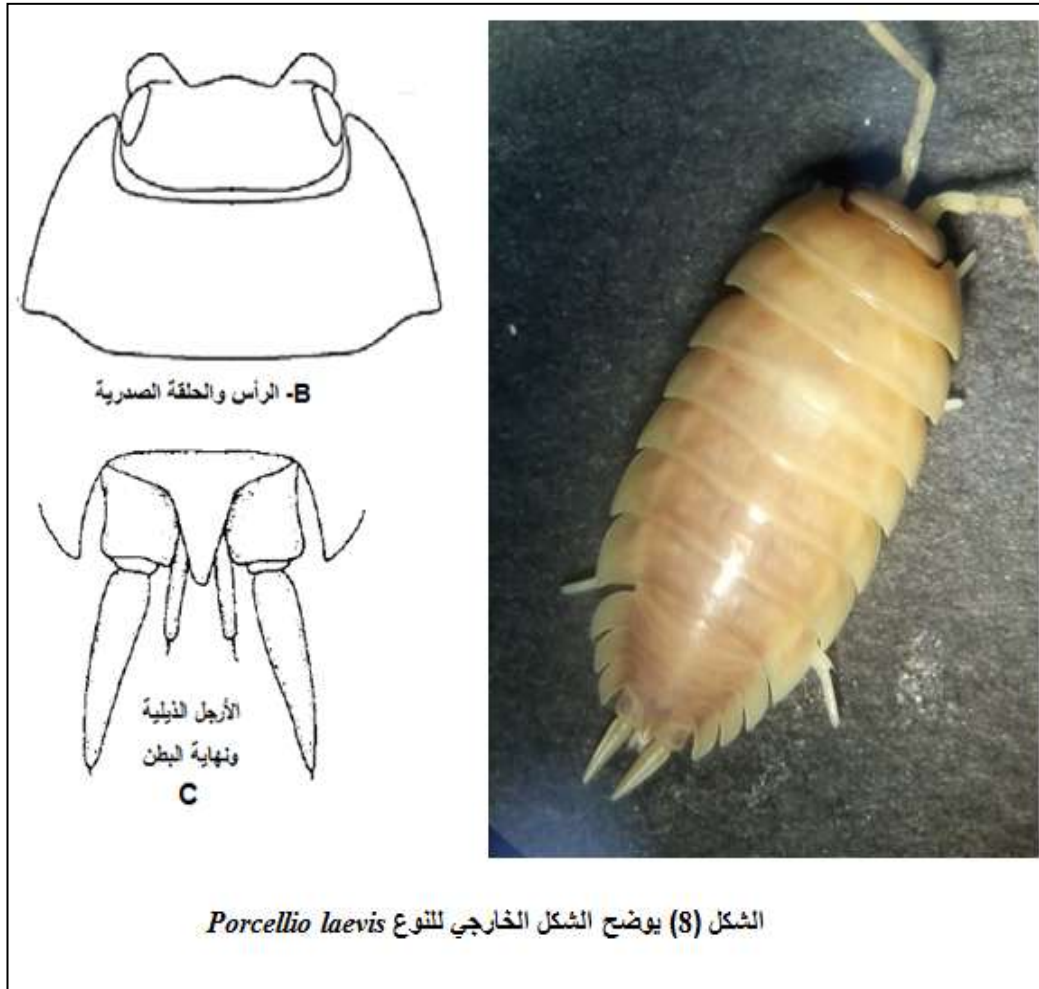 B- الرأس والحلقة الصدرية
الأرجل الذيلية
ونهاية البطن
C
الشكل (8) يوضح الشكل الخارجي للنوع Porcellio laevis